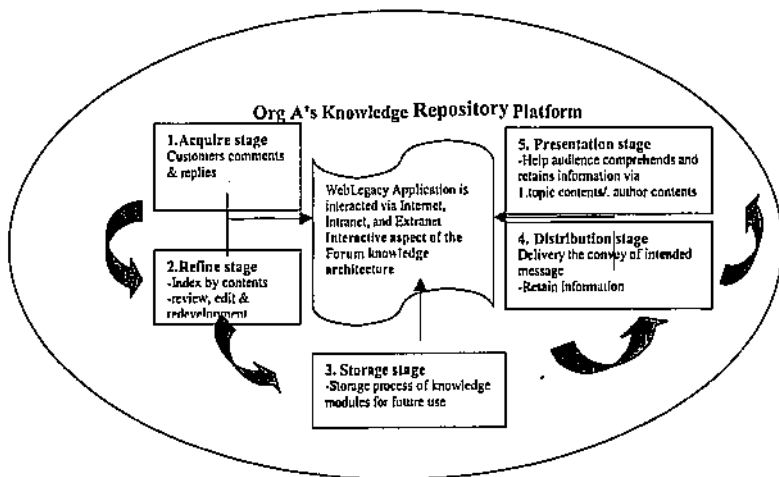 Org A's Knowledge Repository Platform
1.Acquire stage
Customers comments
& replies
2.Refine stage
-Index by contents
-review, edit &
redevelopment
WebLegacy Application is
interacted via Internet,
Intranet, and Extranet
Interactive aspect of the
Forum knowledge
architecture
3. Storage stage
-Storage process of knowledge
modules for future use
5. Presentation stage
-Help audience comprehends and
retains information via
1.topic contents/. author contents
4. Distribution stage
Delivery the convey of intended
message
-Retain Information